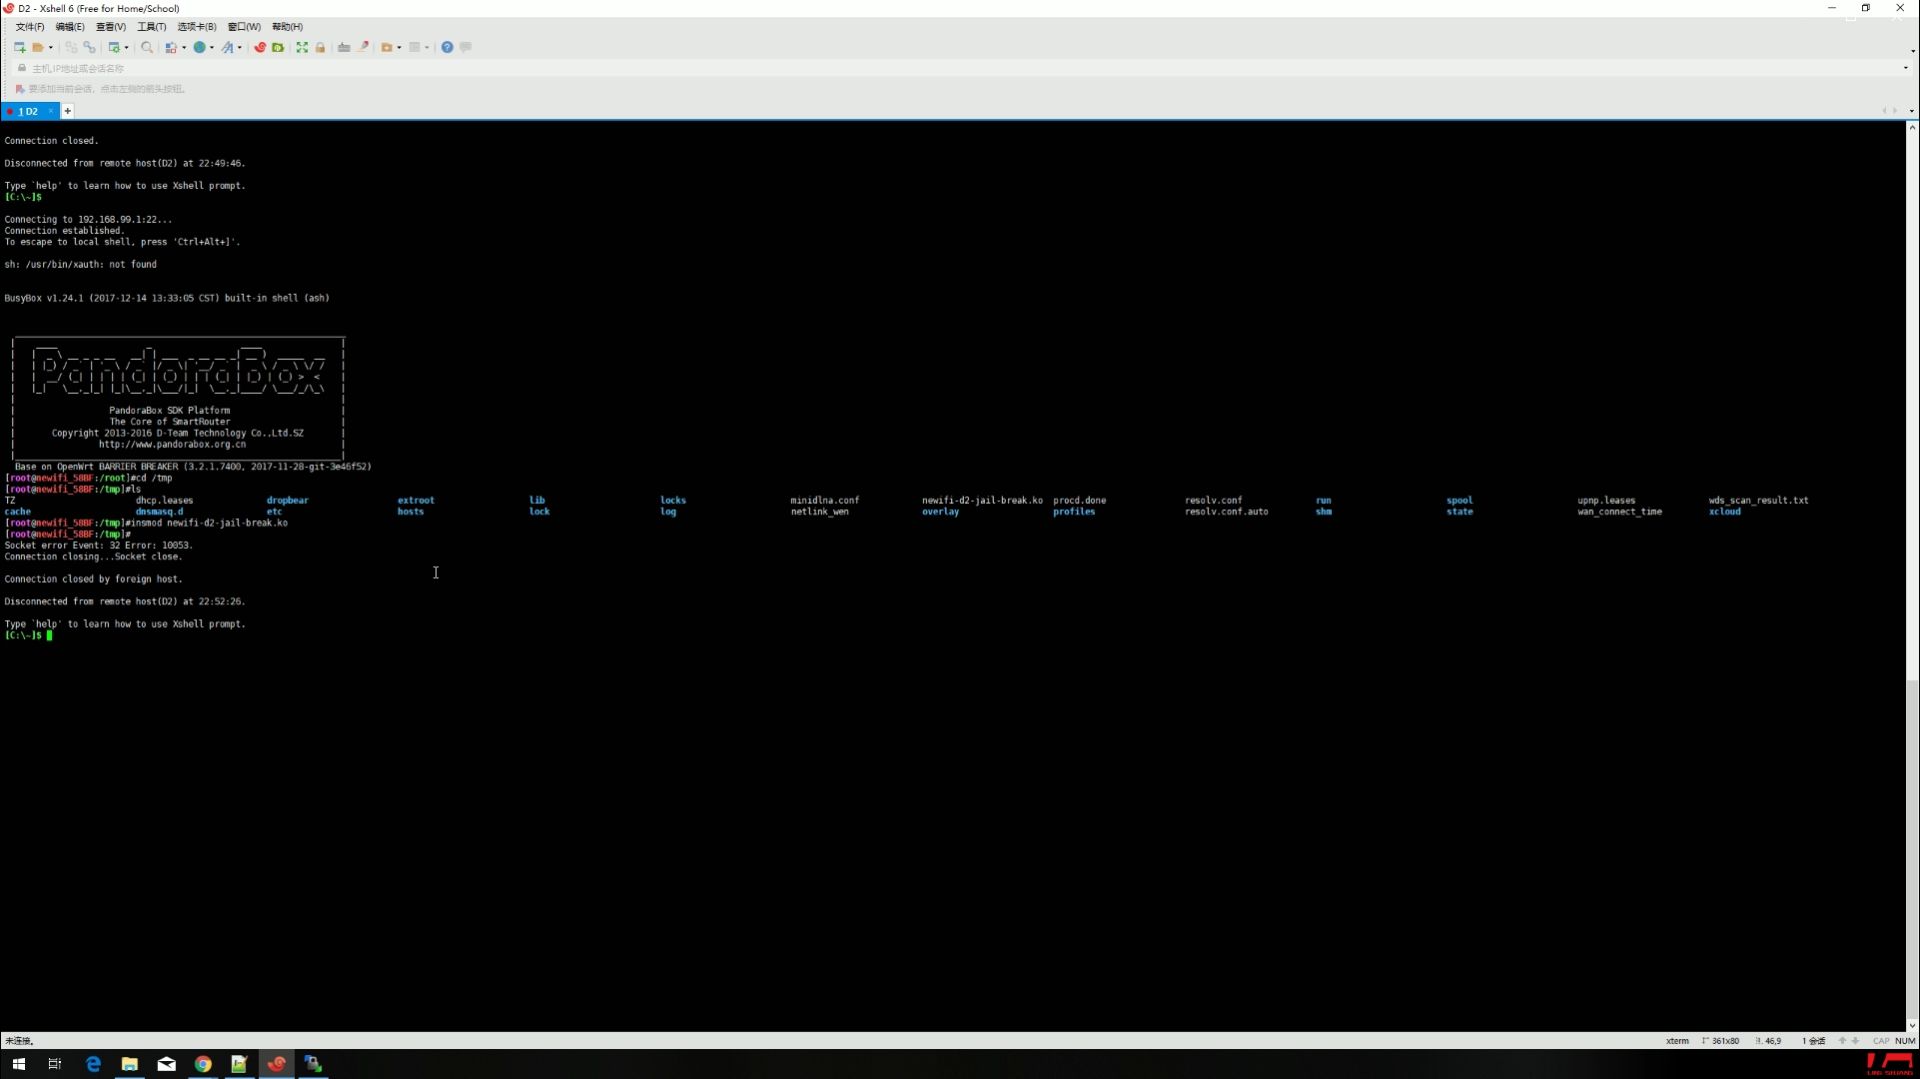 D2 - Xshell 6 (Free for Home/School)
文件(F) 编辑(E) 查看(V) 工具(T) 选项卡(B) 窗口(W) 帮助(H)
主机,IP地址或会话名称
要添加当前会话，点击左侧的箭头按钮。
1 D2
Connection closed.
Disconnected from remote host(D2) at 22:49:46.
Type `help' to learn how to use Xshell prompt.
[C:\~]$
Connecting to 192.168.99.1:22...
Connection established.
To escape to local shell, press 'Ctrl+Alt+]'.
sh: /usr/bin/xauth: not found
BusyBox v1.24.1 (2017-12-14 13:33:05 CST) built-in shell (ash)
PandoraBox
PandoraBox SDK Platform
The Core of SmartRouter
Copyright 2013-2016 D-Team Technology Co.,Ltd.SZ
http://www.pandorabox.org.cn
Base on OpenWrt BARRIER BREAKER (3.2.1.7400, 2017-11-28-git-3e46f52)
[root@newifi_58BF:/root]#cd /tmp
[root@newifi_58BF:/tmp]#ls
TZ dhcp.leases dropbear extroot lib locks minidlna.conf newifi-d2-jail-break.ko procd.done resolv.conf run spool upnp.leases wds_scan_result.txt
cache dnsmasq.d etc hosts lock log netlink_wen overlay profiles resolv.conf.auto shm state wan_connect_time xcloud
[root@newifi_58BF:/tmp]#insmod newifi-d2-jail-break.ko
[root@newifi_58BF:/tmp]#
Socket error Event: 32 Error: 10053.
Connection closing...Socket close.
Connection closed by foreign host.
Disconnected from remote host(D2) at 22:52:26.
Type `help' to learn how to use Xshell prompt.
[C:\~]$
未连接。 xterm 361x80 46,9 1 会话 CAP NUM